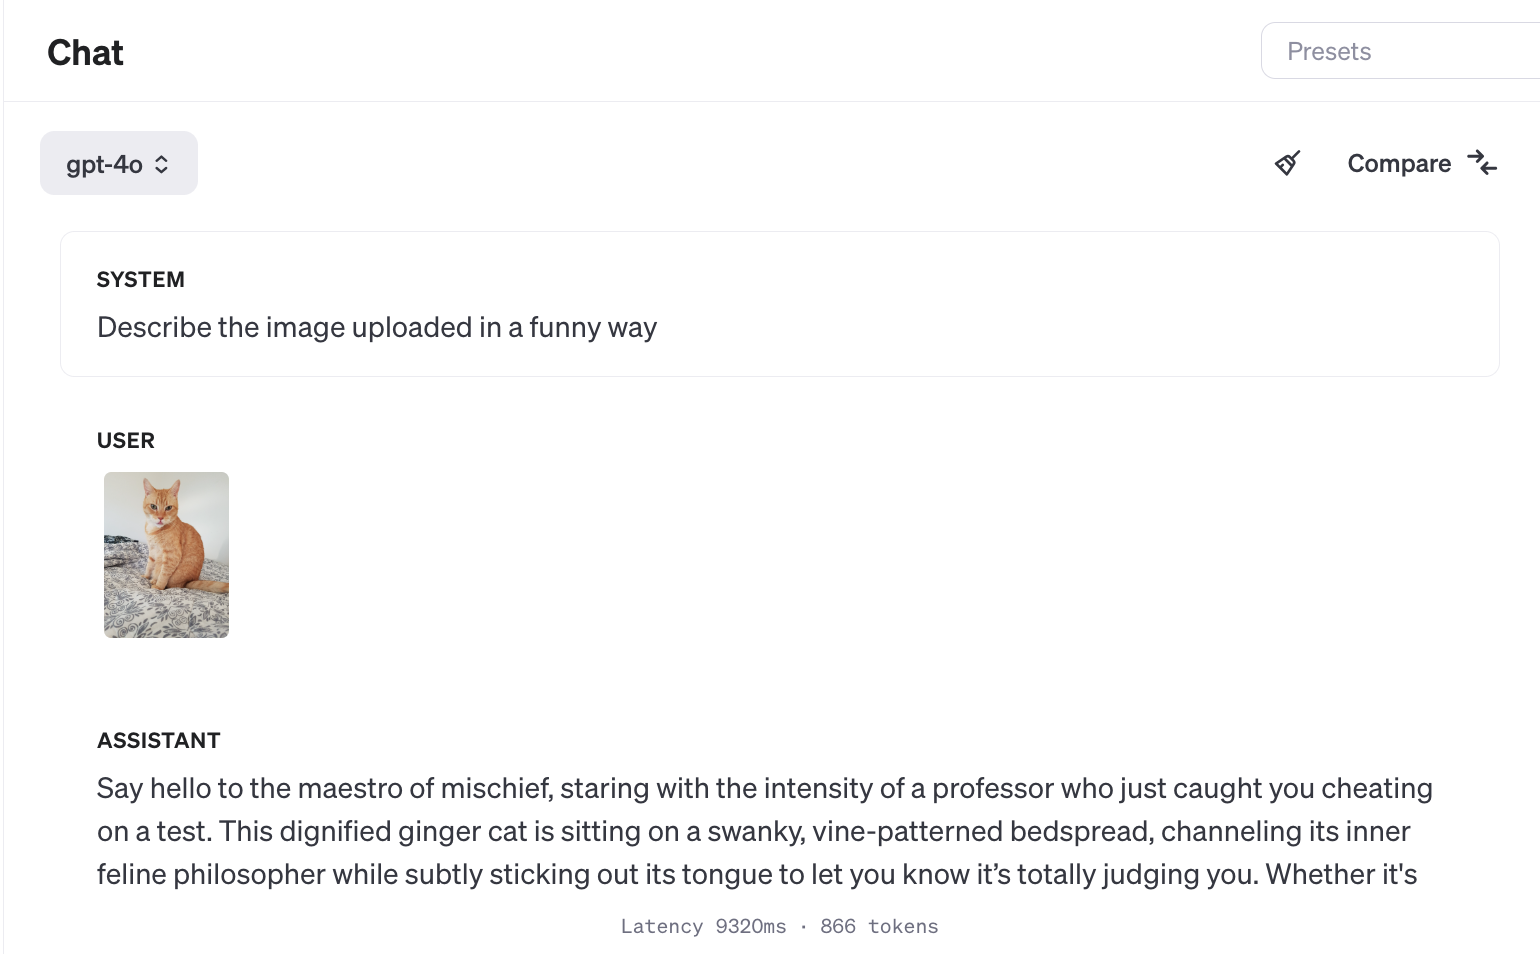 Chat
Presets
gpt-4o
Compare
SYSTEM
Describe the image uploaded in a funny way
USER
ASSISTANT
Say hello to the maestro of mischief, staring with the intensity of a professor who just caught you cheating
on a test. This dignified ginger cat is sitting on a swanky, vine-patterned bedspread, channeling its inner
feline philosopher while subtly sticking out its tongue to let you know it’s totally judging you. Whether it's
Latency 9320ms · 866 tokens